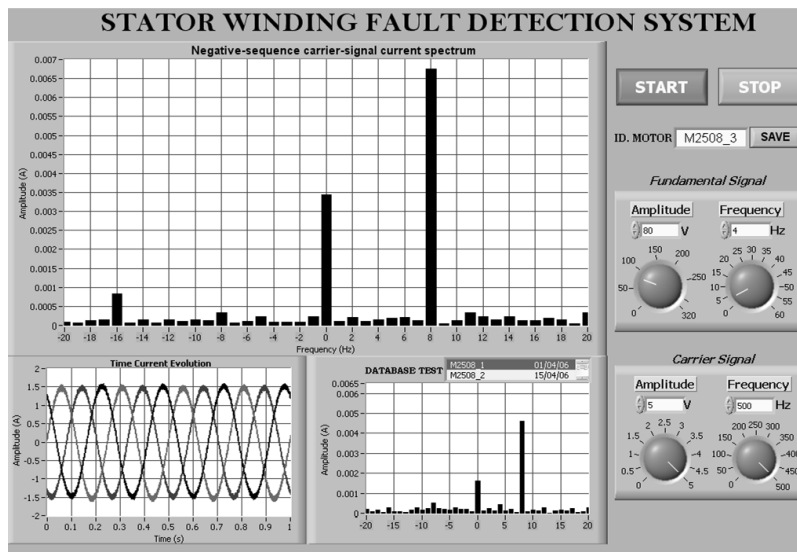 STATOR WINDING FAULT DETECTION SYSTEM
Negative-sequence carrier-signal current spectrum
Amplitude (A)
0.007
0.0065
0.006
0.0055
0.005
0.0045
0.004
0.0035
0.003
0.0025
0.002
0.0015
0.001
0.0005
0
-20 -18 -16 -14 -12 -10 -8 -6 -4 -2 0 2 4 6 8 10 12 14 16 18 20
Frequency (Hz)
START STOP
ID. MOTOR M2508_3 SAVE
Fundamental Signal
Amplitude Frequency
80 V 4 Hz
0 50 100 150 200 250 320
0 5 10 15 20 25 30 35 40 45 50 55 60
Carrier Signal
Amplitude Frequency
5 V 500 Hz
0 0.5 1 1.5 2 2.5 3 3.5 4 4.5 5
0 50 100 150 200 250 300 350 400 500
Time Current Evolution
Amplitude (A)
2
1.5
1
0.5
0
-0.5
-1
-1.5
-2
0 0.1 0.2 0.3 0.4 0.5 0.6 0.7 0.8 0.9 1
Time (s)
DATABASE TEST
M2508_1 01/04/06
M2508_2 15/04/06
Amplitude (A)
0.0065
0.006
0.005
0.004
0.003
0.002
0.001
0
-20 -15 -10 -5 0 5 10 15 20